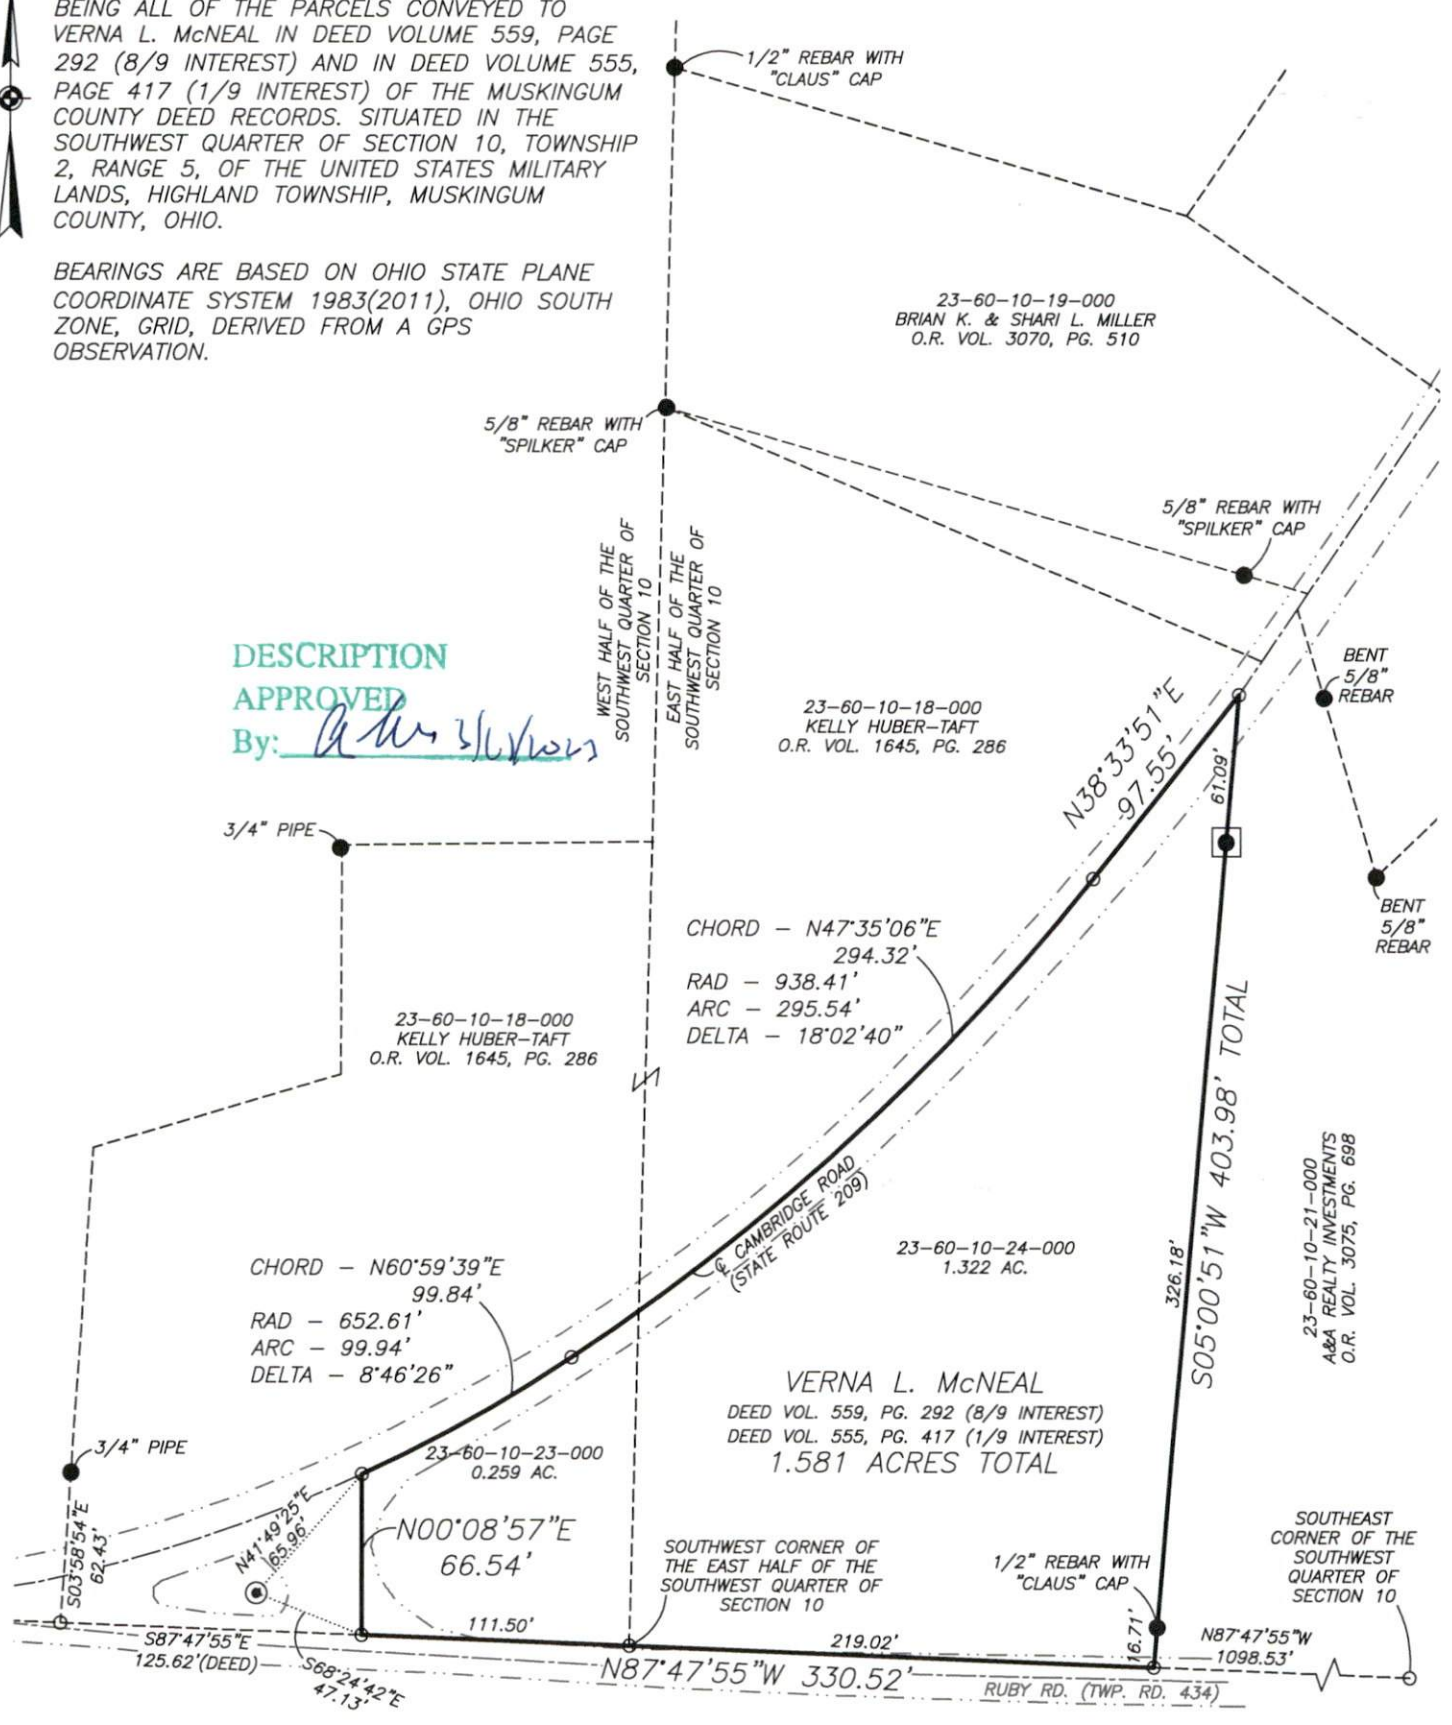 BEING ALL OF THE PARCELS CONVEYED TO
VERNA L. McNEAL IN DEED VOLUME 559, PAGE
292 (8/9 INTEREST) AND IN DEED VOLUME 555,
PAGE 417 (1/9 INTEREST) OF THE MUSKINGUM
COUNTY DEED RECORDS. SITUATED IN THE
SOUTHWEST QUARTER OF SECTION 10, TOWNSHIP
2, RANGE 5, OF THE UNITED STATES MILITARY
LANDS, HIGHLAND TOWNSHIP, MUSKINGUM
COUNTY, OHIO.
BEARINGS ARE BASED ON OHIO STATE PLANE
COORDINATE SYSTEM 1983(2011), OHIO SOUTH
ZONE, GRID, DERIVED FROM A GPS
OBSERVATION.
1/2" REBAR WITH
"CLAUS" CAP
23-60-10-19-000
BRIAN K. & SHARI L. MILLER
O.R. VOL. 3070, PG. 510
5/8" REBAR WITH
"SPILKER" CAP
5/8" REBAR WITH
"SPILKER" CAP
WEST HALF OF THE
SOUTHWEST QUARTER OF
SECTION 10
EAST HALF OF THE
SOUTHWEST QUARTER OF
SECTION 10
DESCRIPTION
APPROVED
By:
BENT
5/8"
REBAR
23-60-10-18-000
KELLY HUBER-TAFT
O.R. VOL. 1645, PG. 286
N38°33'51"E
97.55'
61.09'
3/4" PIPE
BENT
5/8"
REBAR
CHORD - N47°35'06"E
294.32'
RAD - 938.41'
ARC - 295.54'
DELTA - 18°02'40"
23-60-10-18-000
KELLY HUBER-TAFT
O.R. VOL. 1645, PG. 286
S05°00'51"W 403.98' TOTAL
326.18'
23-60-10-21-000
A&A REALTY INVESTMENTS
O.R. VOL. 3075, PG. 698
℄ CAMBRIDGE ROAD
(STATE ROUTE 209)
23-60-10-24-000
1.322 AC.
CHORD - N60°59'39"E
99.84'
RAD - 652.61'
ARC - 99.94'
DELTA - 8°46'26"
VERNA L. McNEAL
DEED VOL. 559, PG. 292 (8/9 INTEREST)
DEED VOL. 555, PG. 417 (1/9 INTEREST)
1.581 ACRES TOTAL
3/4" PIPE
23-60-10-23-000
0.259 AC.
S03°58'54"E
62.43'
N41°49'25"E
65.96'
N00°08'57"E
66.54'
SOUTHWEST CORNER OF
THE EAST HALF OF THE
SOUTHWEST QUARTER OF
SECTION 10
1/2" REBAR WITH
"CLAUS" CAP
SOUTHEAST
CORNER OF THE
SOUTHWEST
QUARTER OF
SECTION 10
16.71'
111.50'
219.02'
S87°47'55"E
125.62'(DEED)
S68°24'42"E
47.13'
N87°47'55"W 330.52'
N87°47'55"W
1098.53'
RUBY RD. (TWP. RD. 434)